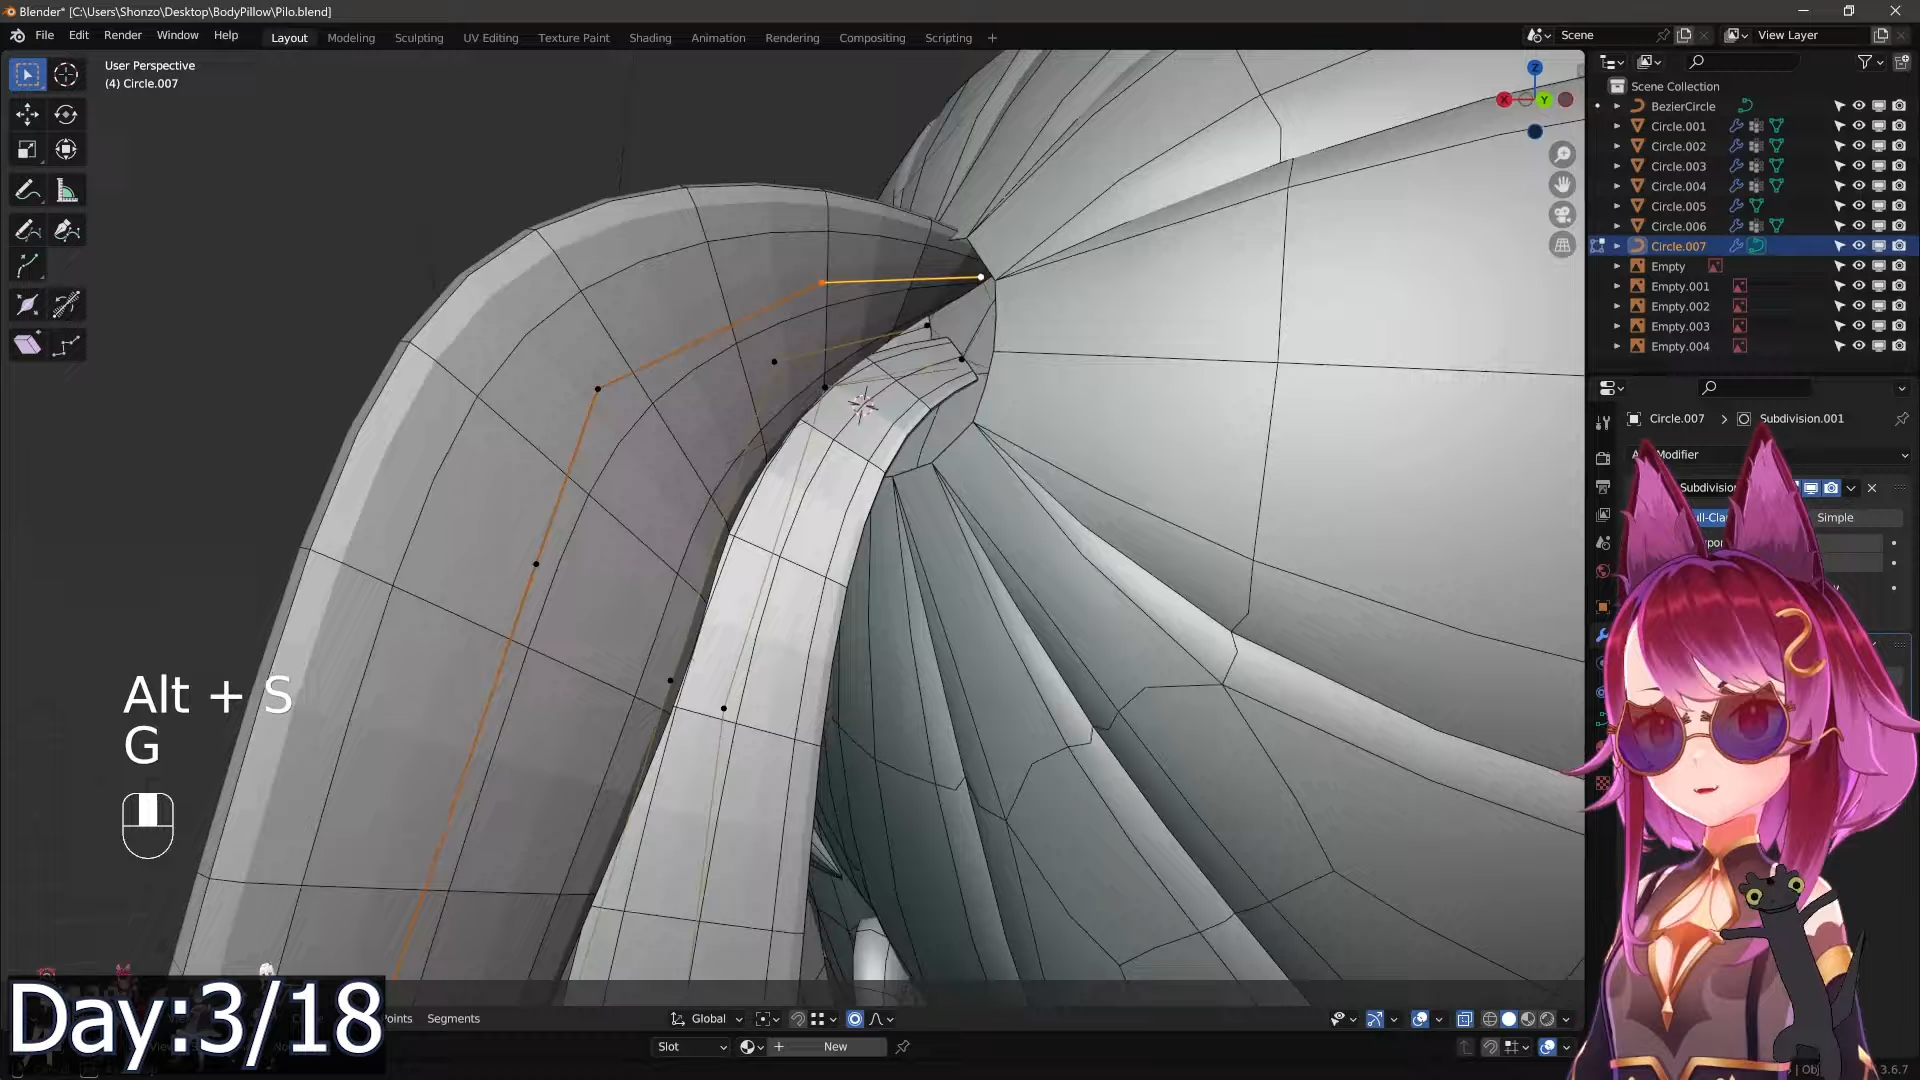 Blender* [C:\Users\Shonzo\Desktop\BodyPillow\Pilo.blend]
File Edit Render Window Help
Layout Modeling Sculpting UV Editing Texture Paint Shading Animation Rendering Compositing Scripting +
Scene
View Layer
User Perspective
(4) Circle.007
Z
X
Y
Scene Collection
BezierCircle
Circle.001
Circle.002
Circle.003
Circle.004
Circle.005
Circle.006
Circle.007
Empty
Empty.001
Empty.002
Empty.003
Empty.004
Circle.007 > Subdivision.001
Modifier
Subdivision
Simple
Alt + S
G
Day:3/18
Points Segments
Global
Slot
New
3.6.7